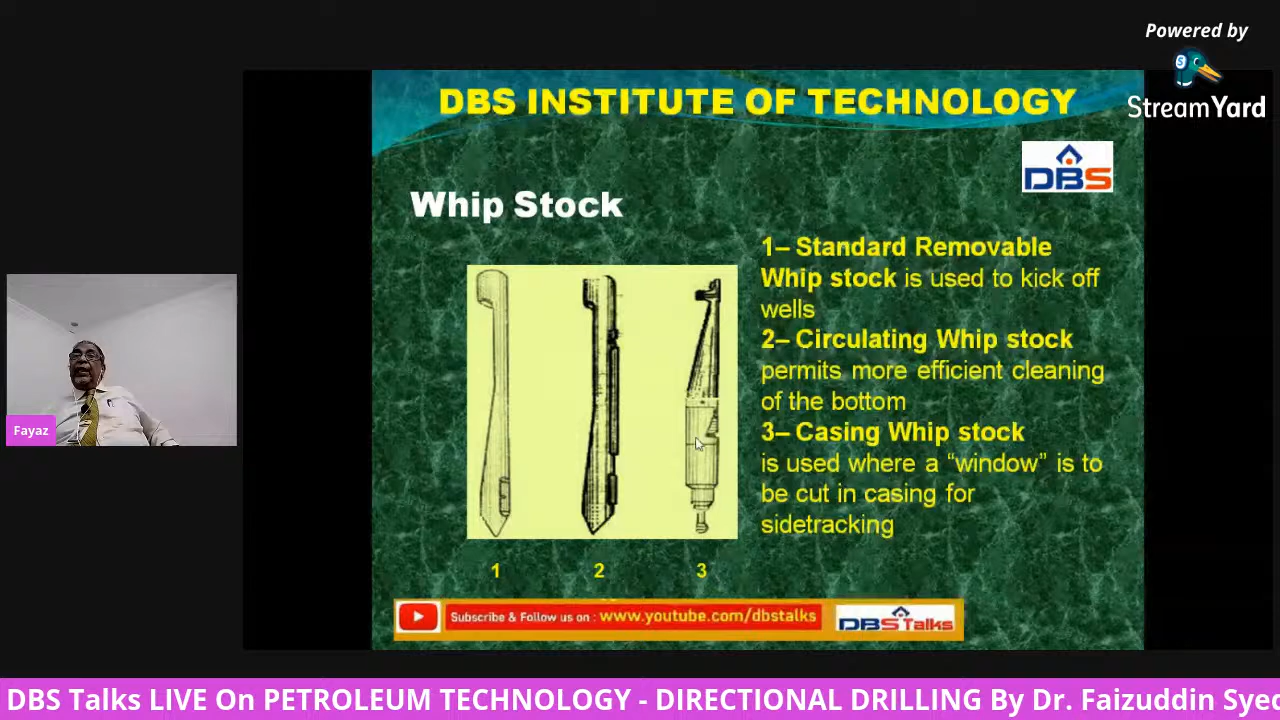 Powered by
StreamYard
DBS INSTITUTE OF TECHNOLOGY
DBS
Whip Stock
1– Standard Removable
Whip stock is used to kick off
wells
2– Circulating Whip stock
permits more efficient cleaning
of the bottom
3– Casing Whip stock
is used where a “window” is to
be cut in casing for
sidetracking
1 2 3
Fayaz
Subscribe & Follow us on : www.youtube.com/dbstalks
DBS Talks
DBS Talks LIVE On PETROLEUM TECHNOLOGY - DIRECTIONAL DRILLING By Dr. Faizuddin Syed